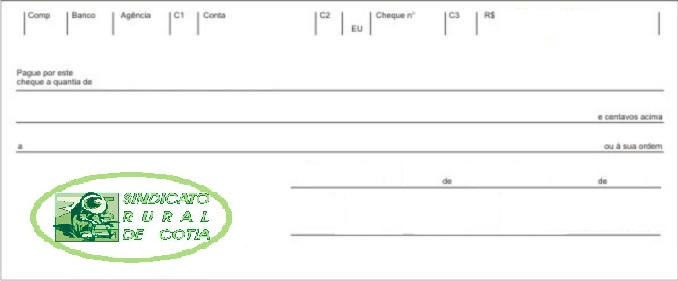 Comp Banco Agência C1 Conta C2 EU Cheque n° C3 R$
Pague por este
cheque a quantia de
e centavos acima
a ou à sua ordem
de de
SINDICATO
RURAL
DE COTIA